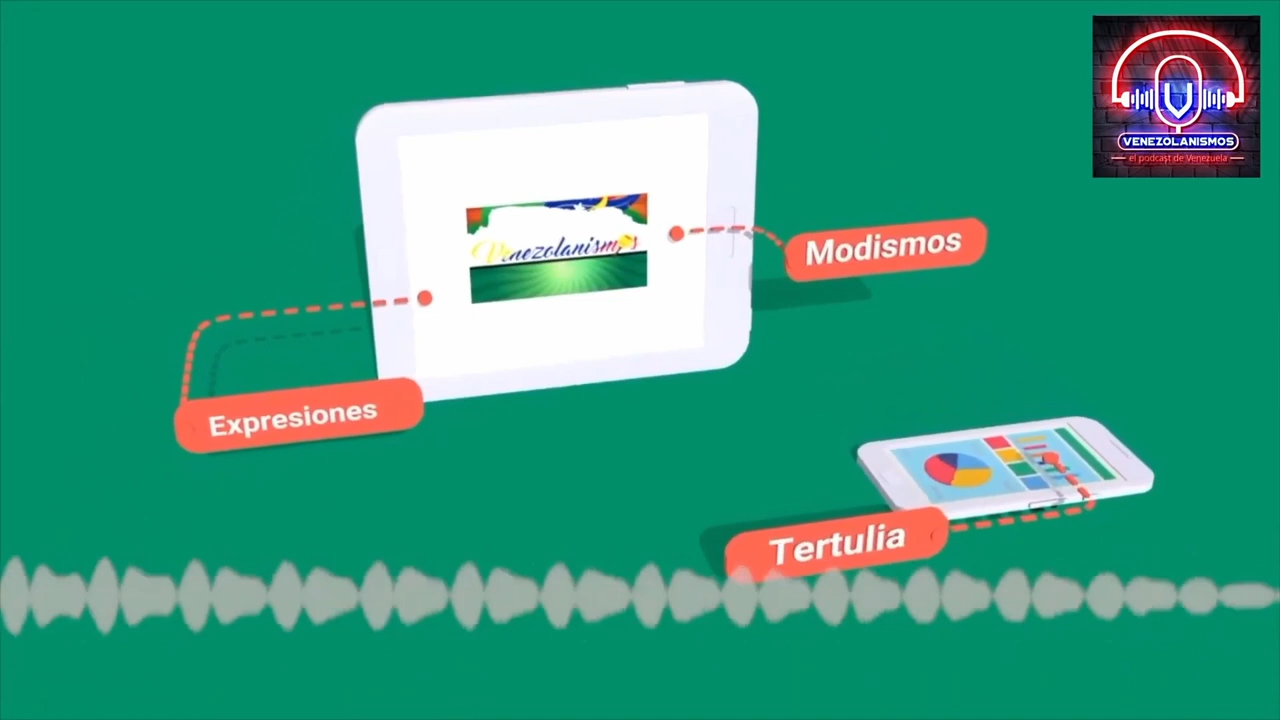 VENEZOLANISMOS
el podcast de Venezuela
Venezolanismos
Modismos
Expresiones
Tertulia